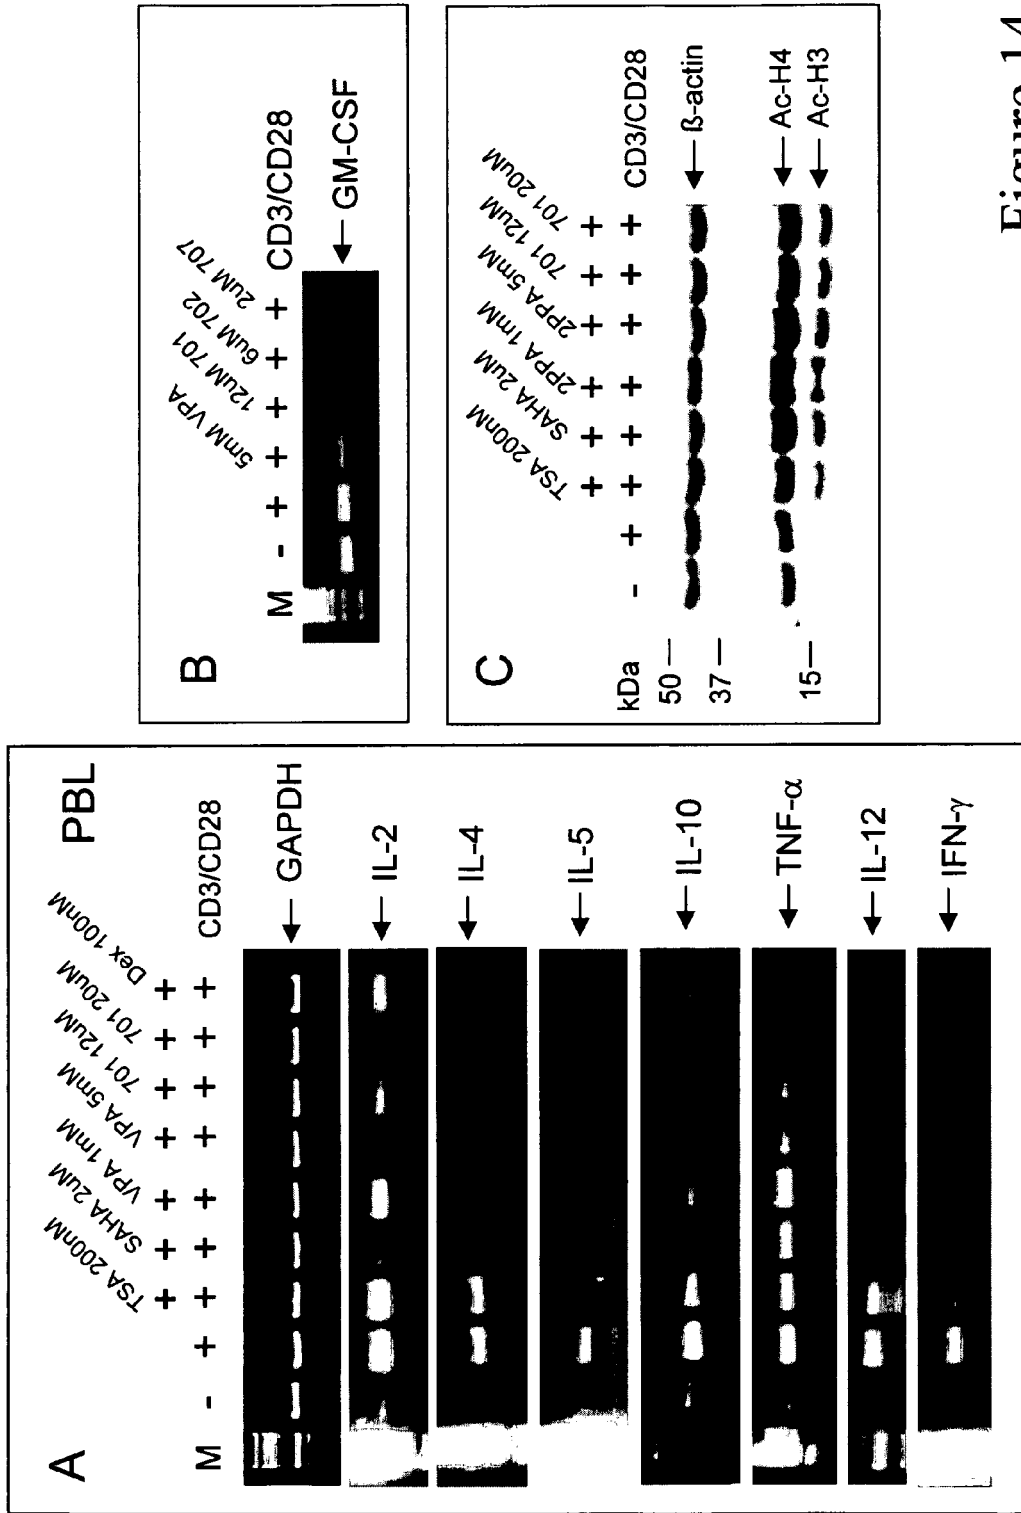 A
PBL
TSA 200nM
SAHA 2uM
VPA 1mM
VPA 5mM
701 12uM
701 20uM
Dex 100nM
+ + + + + + +
M - + + + + + + + + CD3/CD28
GAPDH
IL-2
IL-4
IL-5
IL-10
TNF-α
IL-12
IFN-γ
B
5mM VPA
12uM 701
6uM 702
2uM 707
M - + + + + + CD3/CD28
GM-CSF
C
TSA 200nM
SAHA 2uM
2PPA 1mM
2PPA 5mM
701 12uM
701 20uM
+ + + + + +
kDa - + + + + + + + CD3/CD28
50
ß-actin
37
Ac-H4
15
Ac-H3
Figure 14